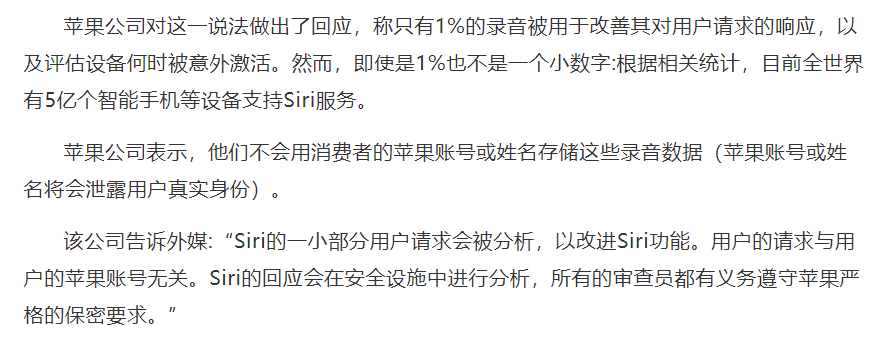 苹果公司对这一说法做出了回应，称只有1%的录音被用于改善其对用户请求的响应，以
及评估设备何时被意外激活。然而，即使是1%也不是一个小数字:根据相关统计，目前全世界
有5亿个智能手机等设备支持Siri服务。
苹果公司表示，他们不会用消费者的苹果账号或姓名存储这些录音数据（苹果账号或姓
名将会泄露用户真实身份）。
该公司告诉外媒: “Siri的一小部分用户请求会被分析，以改进Siri功能。用户的请求与用
户的苹果账号无关。Siri的回应会在安全设施中进行分析，所有的审查员都有义务遵守苹果严
格的保密要求。”